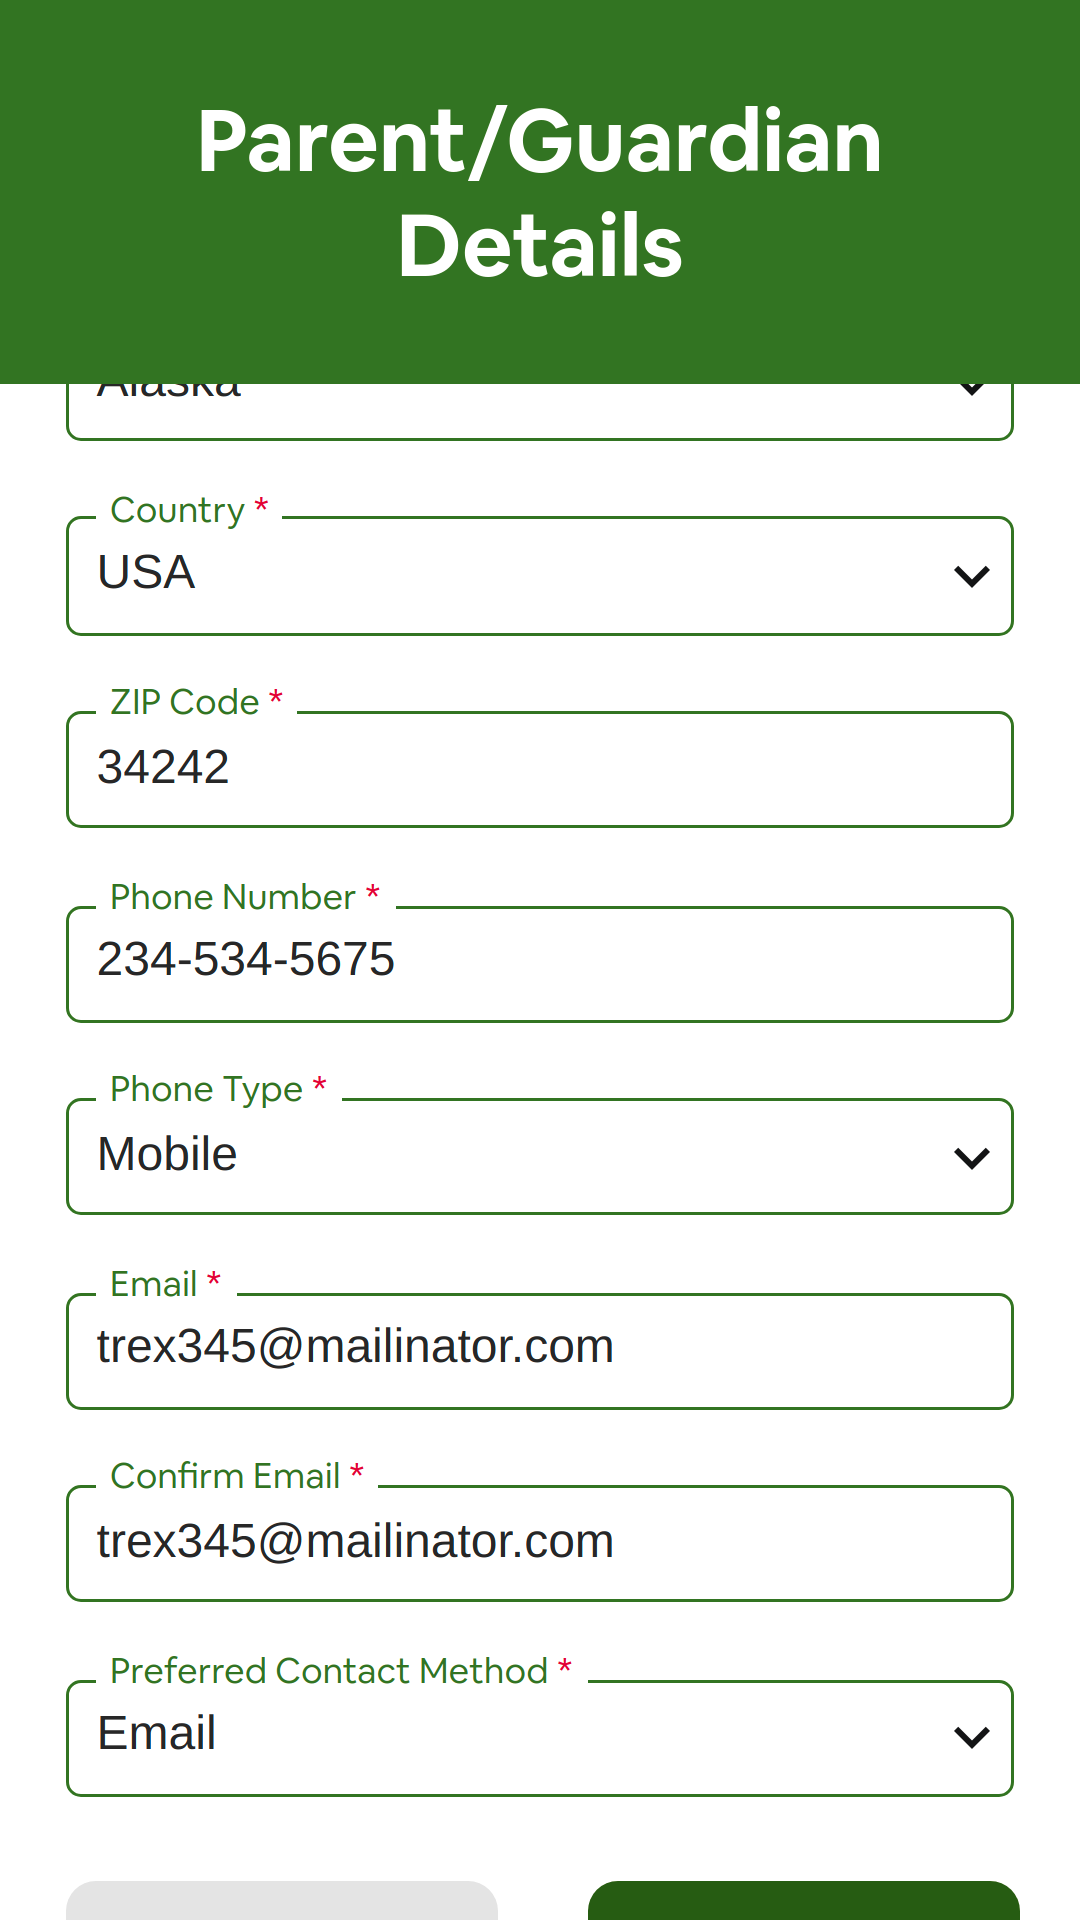 Parent/Guardian
Details
Alaska
Country *
USA
ZIP Code *
34242
Phone Number *
234-534-5675
Phone Type *
Mobile
Email *
trex345@mailinator.com
Confirm Email *
trex345@mailinator.com
Preferred Contact Method *
Email